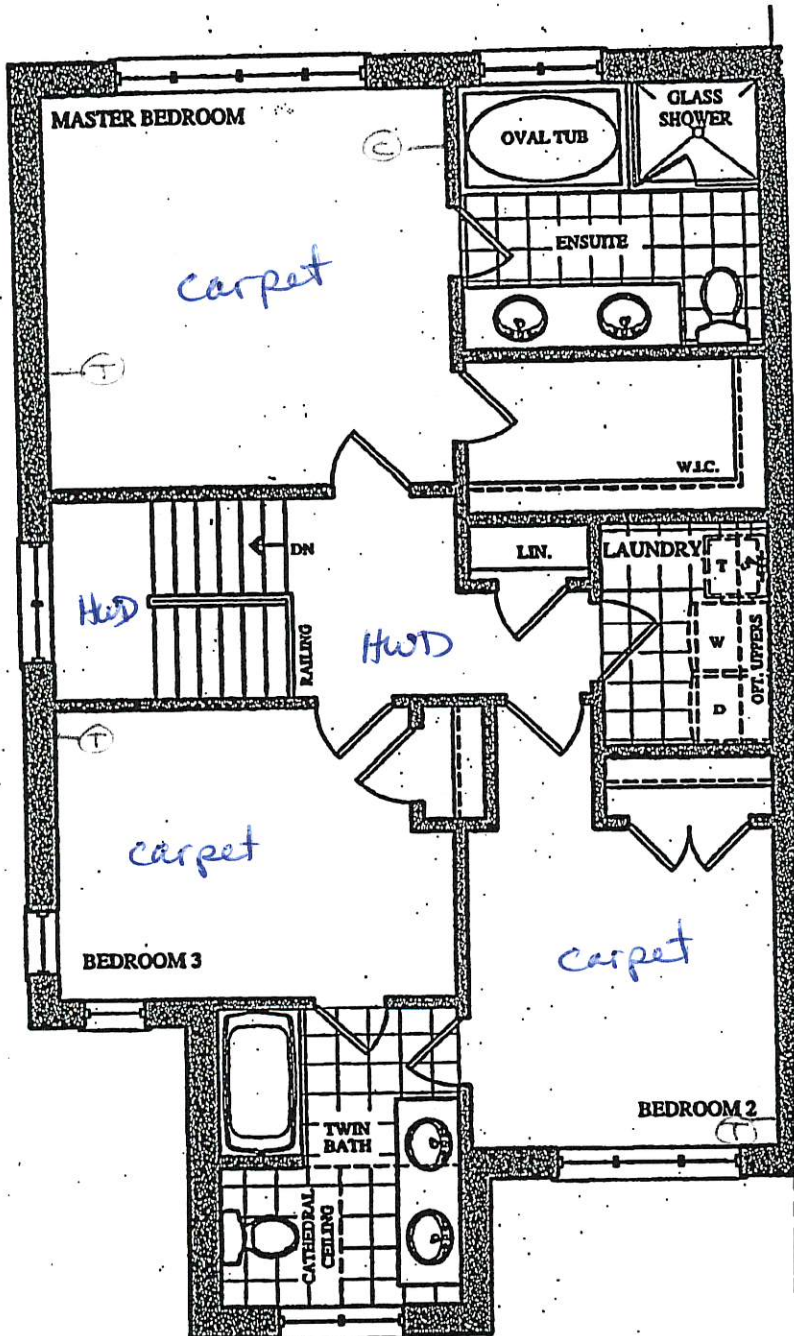 MASTER BEDROOM
C
OVAL TUB
GLASS
SHOWER
ENSUITE
carpet
T
W.I.C.
DN
LIN.
LAUNDRY
T
HWD
RAILING
HWD
W
D
OPT. UPPERS
T
carpet
BEDROOM 3
carpet
BEDROOM 2
T
TWIN
BATH
CATHEDRAL
CEILING